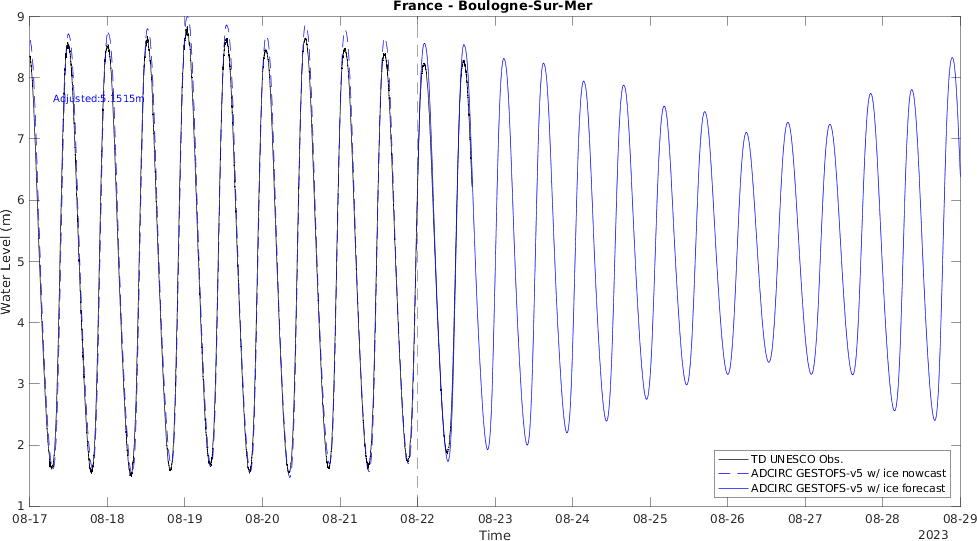 France - Boulogne-Sur-Mer
9
8
7
6
5
4
3
2
1
Water Level (m)
Adjusted:5.1515m
TD UNESCO Obs.
ADCIRC GESTOFS-v5 w/ ice nowcast
ADCIRC GESTOFS-v5 w/ ice forecast
08-17 08-18 08-19 08-20 08-21 08-22 08-23 08-24 08-25 08-26 08-27 08-28 08-29
Time
2023